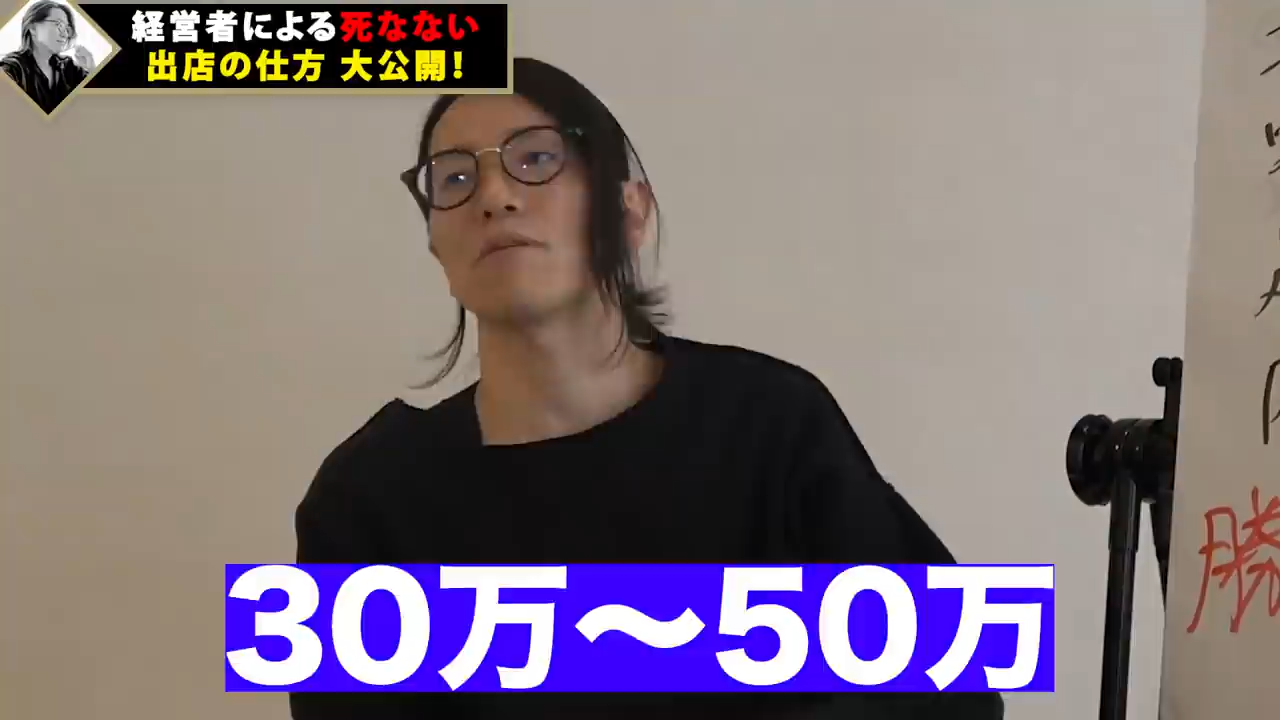 経営者による死なない
出店の仕方 大公開!
30万〜50万
勝